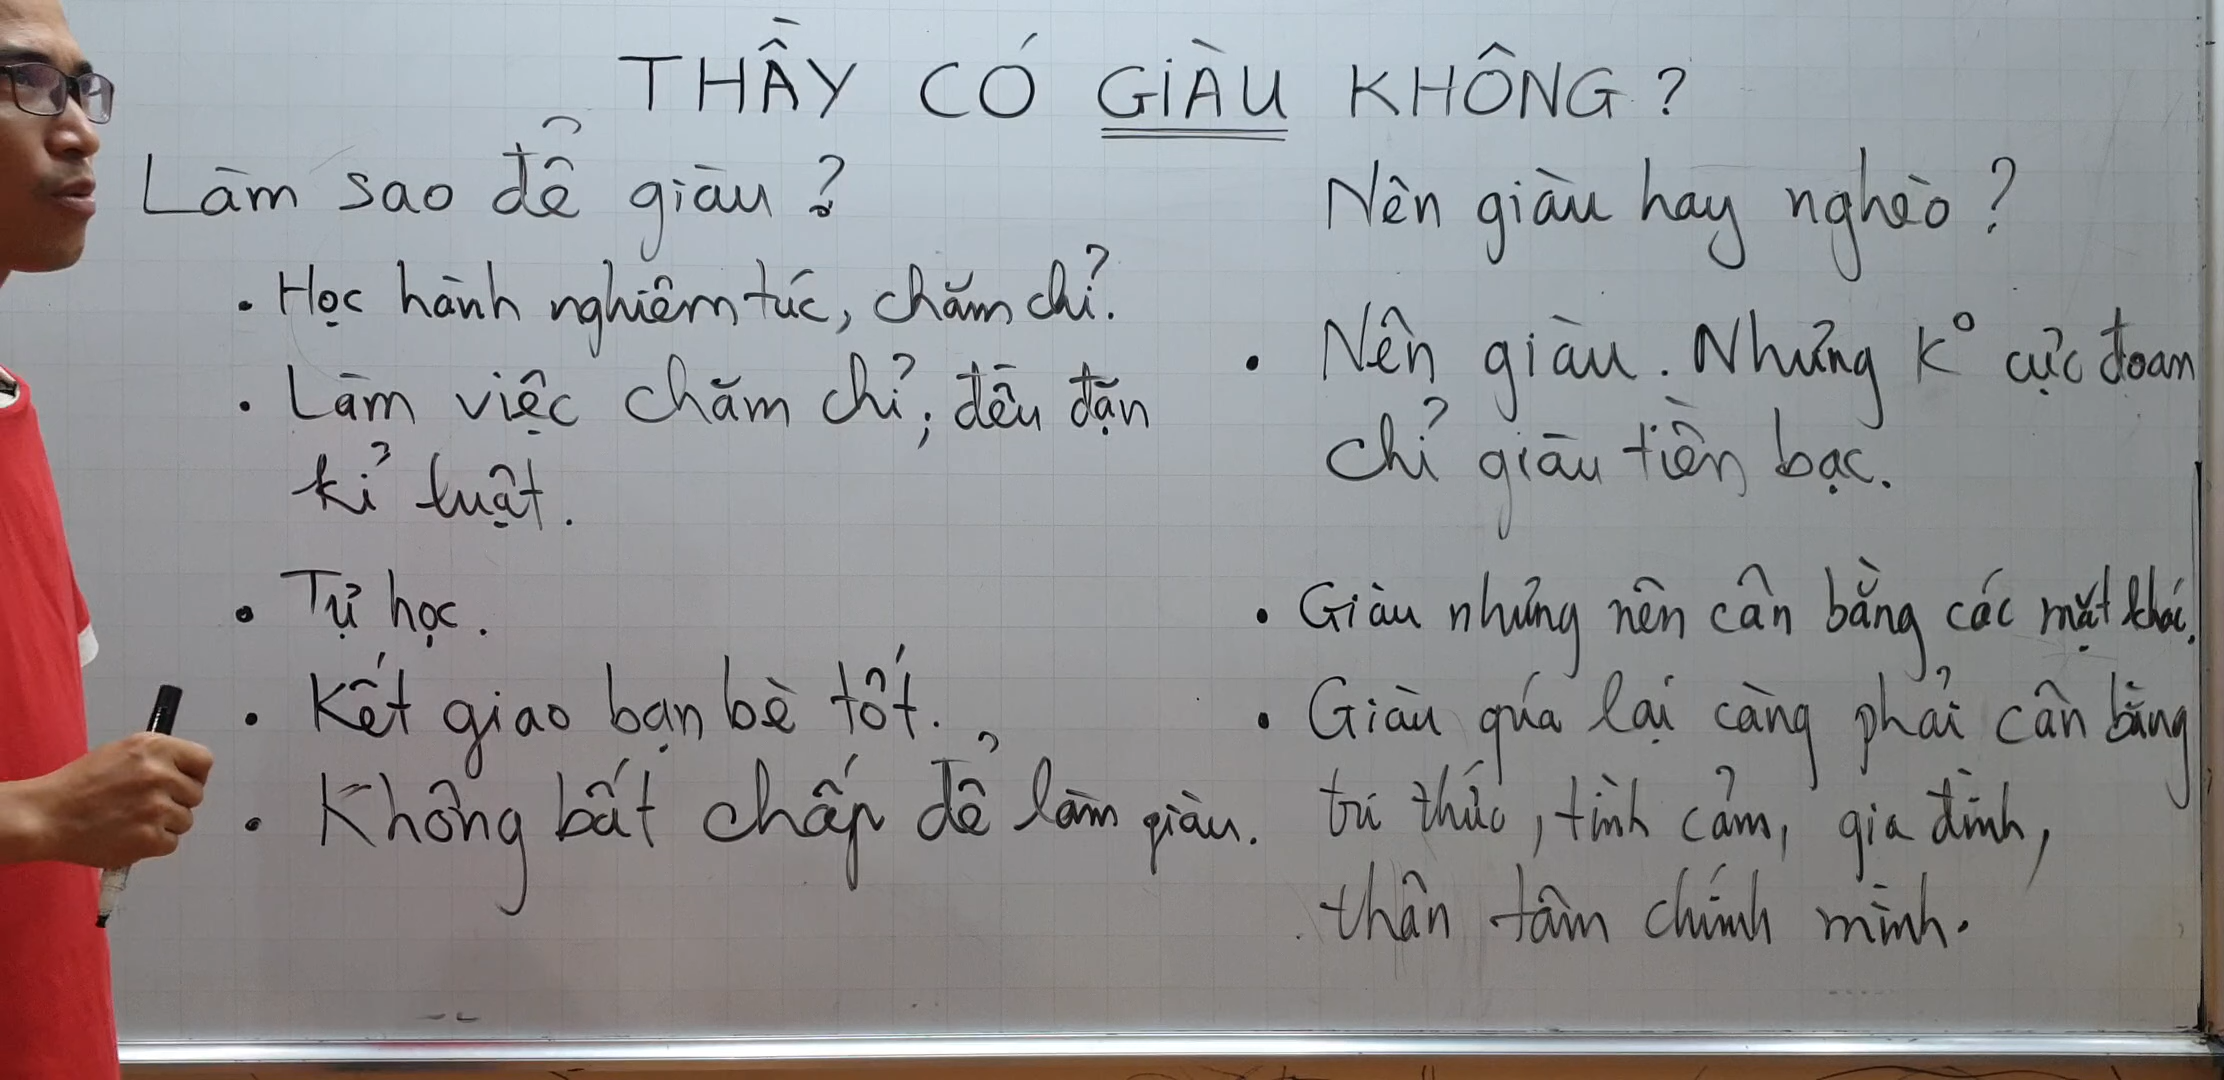 THẦY CÓ GIÀU KHÔNG?
Làm sao để giàu?
• Học hành nghiêm túc, chăm chỉ.
• Làm việc chăm chỉ, đều đặn
kỉ luật.
• Tự học.
• Kết giao bạn bè tốt.
• Không bất chấp để làm giàu.
Nên giàu hay nghèo?
• Nên giàu. Nhưng K° cực đoan
chỉ giàu tiền bạc.
• Giàu nhưng nên cân bằng các mặt khác.
• Giàu quá lại càng phải cân bằng
trí thức, tình cảm, gia đình,
thân tâm chính mình.